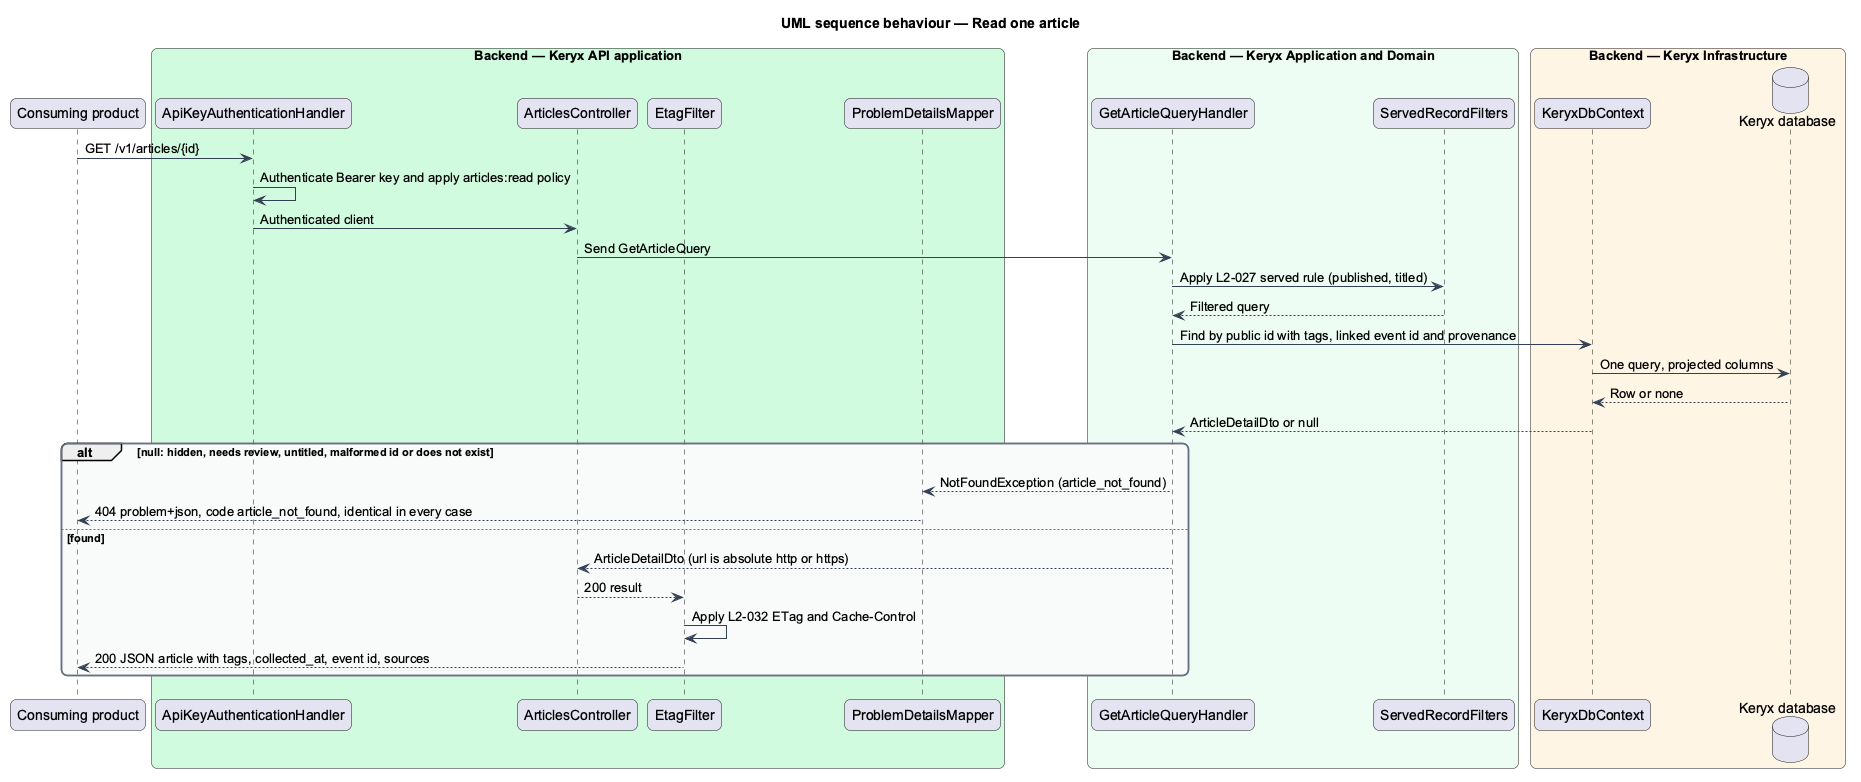 UML sequence behaviour — Read one article
Backend — Keryx API application
Backend — Keryx Application and Domain
Backend — Keryx Infrastructure
Consuming product
ApiKeyAuthenticationHandler
ArticlesController
EtagFilter
ProblemDetailsMapper
GetArticleQueryHandler
ServedRecordFilters
KeryxDbContext
Keryx database
GET /v1/articles/{id}
Authenticate Bearer key and apply articles:read policy
Authenticated client
Send GetArticleQuery
Apply L2-027 served rule (published, titled)
Filtered query
Find by public id with tags, linked event id and provenance
One query, projected columns
Row or none
ArticleDetailDto or null
alt
[null: hidden, needs review, untitled, malformed id or does not exist]
NotFoundException (article_not_found)
404 problem+json, code article_not_found, identical in every case
[found]
ArticleDetailDto (url is absolute http or https)
200 result
Apply L2-032 ETag and Cache-Control
200 JSON article with tags, collected_at, event id, sources
Consuming product
ApiKeyAuthenticationHandler
ArticlesController
EtagFilter
ProblemDetailsMapper
GetArticleQueryHandler
ServedRecordFilters
KeryxDbContext
Keryx database